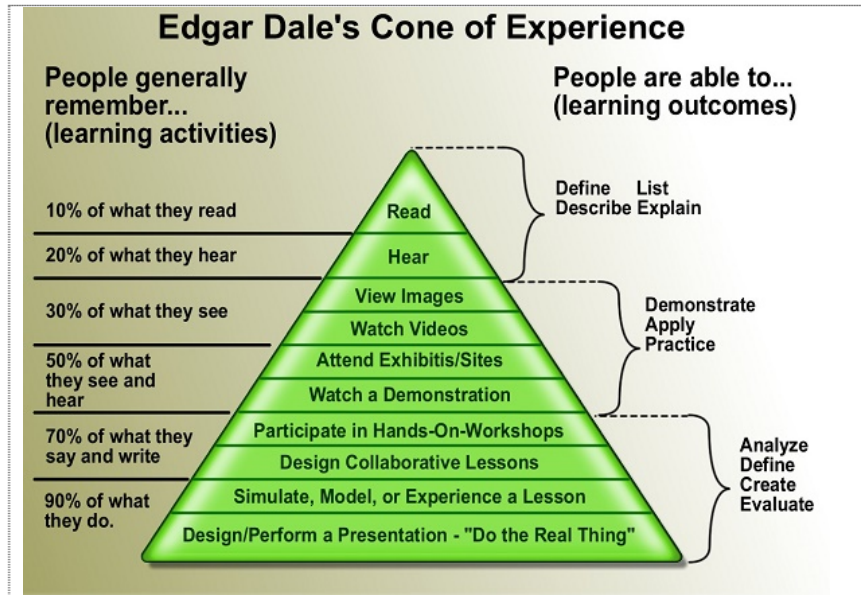 Edgar Dale's Cone of Experience
People generally
remember...
(learning activities)
People are able to...
(learning outcomes)
10% of what they read
20% of what they hear
30% of what they see
50% of what
they see and
hear
70% of what they
say and write
90% of what
they do.
Read
Hear
View Images
Watch Videos
Attend Exhibitis/Sites
Watch a Demonstration
Participate in Hands-On-Workshops
Design Collaborative Lessons
Simulate, Model, or Experience a Lesson
Design/Perform a Presentation - "Do the Real Thing"
Define List
Describe Explain
Demonstrate
Apply
Practice
Analyze
Define
Create
Evaluate